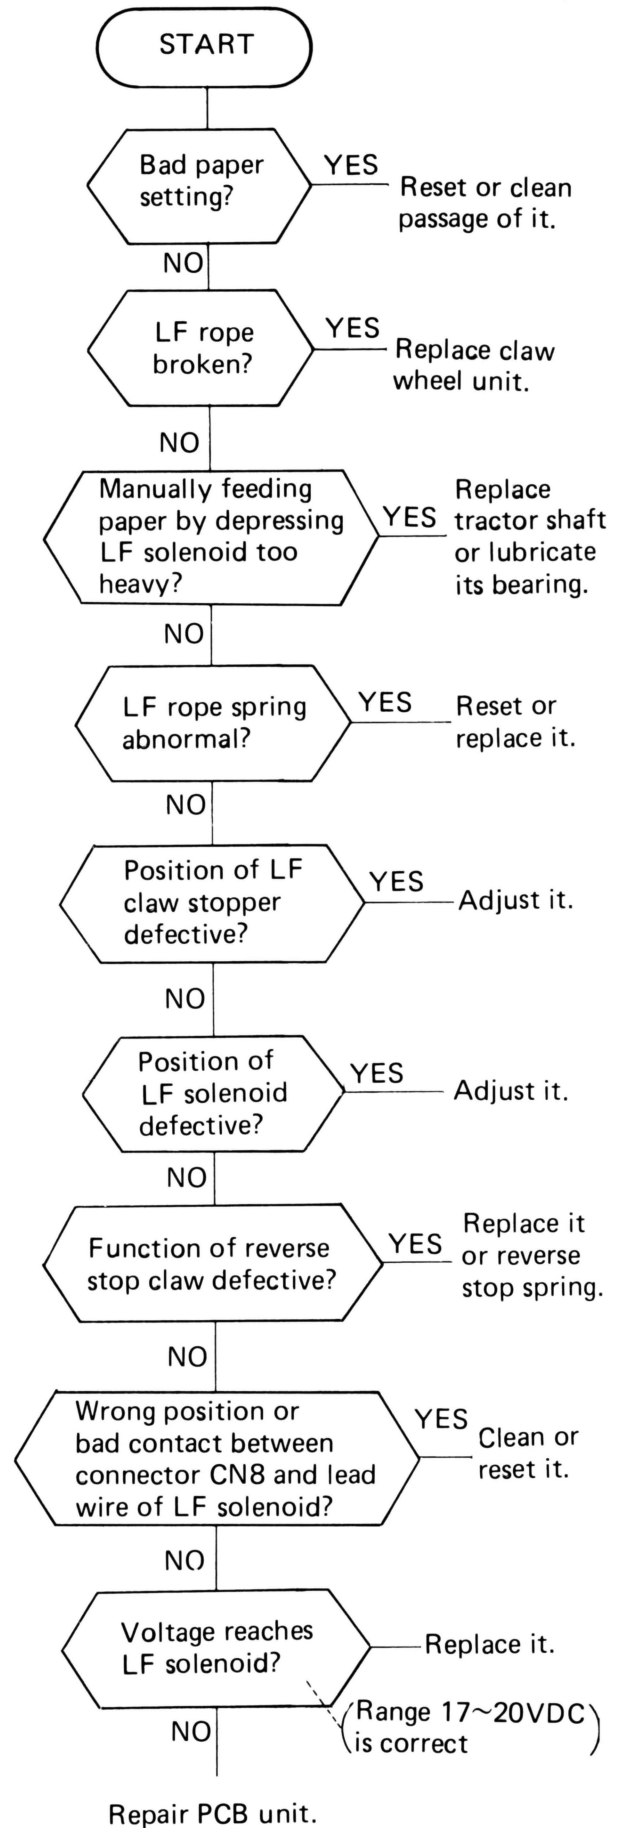 START
Bad paper
setting?
YES
Reset or clean
passage of it.
NO
LF rope
broken?
YES
Replace claw
wheel unit.
NO
Manually feeding
paper by depressing
LF solenoid too
heavy?
YES
Replace
tractor shaft
or lubricate
its bearing.
NO
LF rope spring
abnormal?
YES
Reset or
replace it.
NO
Position of LF
claw stopper
defective?
YES
Adjust it.
NO
Position of
LF solenoid
defective?
YES
Adjust it.
NO
Function of reverse
stop claw defective?
YES
Replace it
or reverse
stop spring.
NO
Wrong position or
bad contact between
connector CN8 and lead
wire of LF solenoid?
YES
Clean or
reset it.
NO
Voltage reaches
LF solenoid?
Replace it.
(Range 17~20VDC
is correct)
NO
Repair PCB unit.